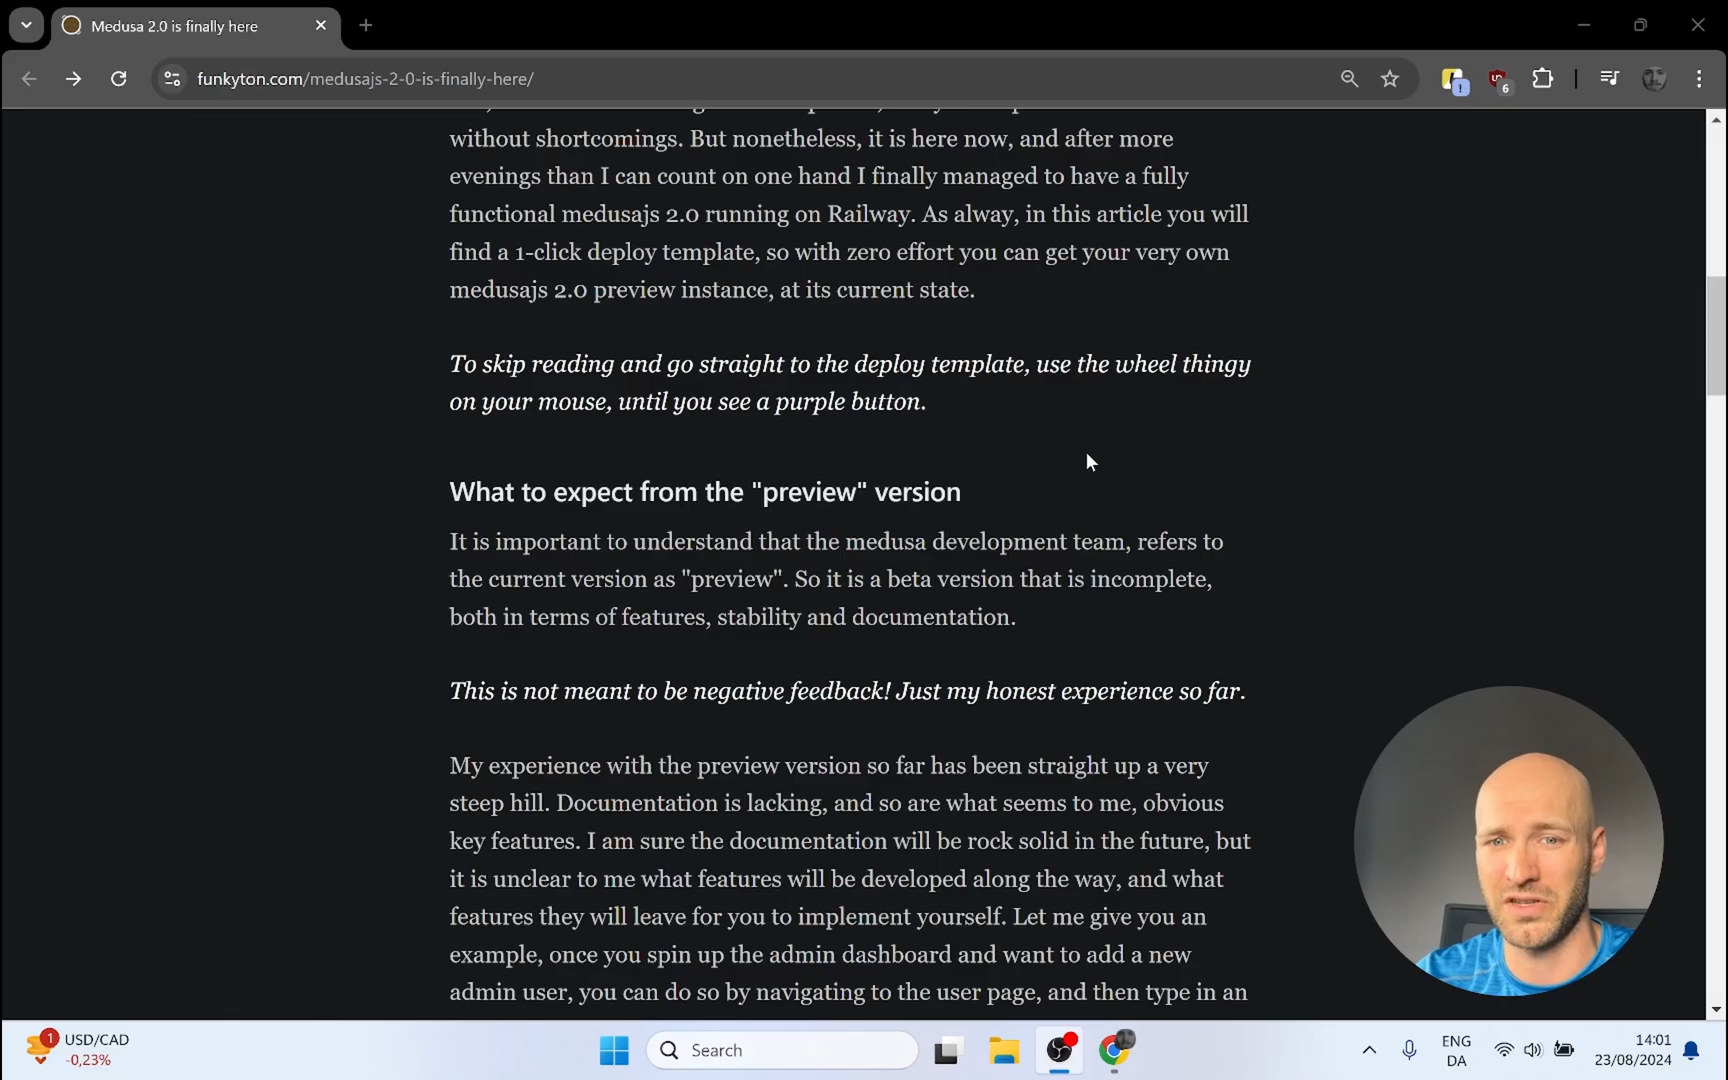 Medusa 2.0 is finally here
funkyton.com/medusajs-2-0-is-finally-here/
6
without shortcomings. But nonetheless, it is here now, and after more
evenings than I can count on one hand I finally managed to have a fully
functional medusajs 2.0 running on Railway. As alway, in this article you will
find a 1-click deploy template, so with zero effort you can get your very own
medusajs 2.0 preview instance, at its current state.
To skip reading and go straight to the deploy template, use the wheel thingy
on your mouse, until you see a purple button.
What to expect from the "preview" version
It is important to understand that the medusa development team, refers to
the current version as "preview". So it is a beta version that is incomplete,
both in terms of features, stability and documentation.
This is not meant to be negative feedback! Just my honest experience so far.
My experience with the preview version so far has been straight up a very
steep hill. Documentation is lacking, and so are what seems to me, obvious
key features. I am sure the documentation will be rock solid in the future, but
it is unclear to me what features will be developed along the way, and what
features they will leave for you to implement yourself. Let me give you an
example, once you spin up the admin dashboard and want to add a new
admin user, you can do so by navigating to the user page, and then type in an
1
USD/CAD
-0,23%
Search
ENG
DA
14:01
23/08/2024